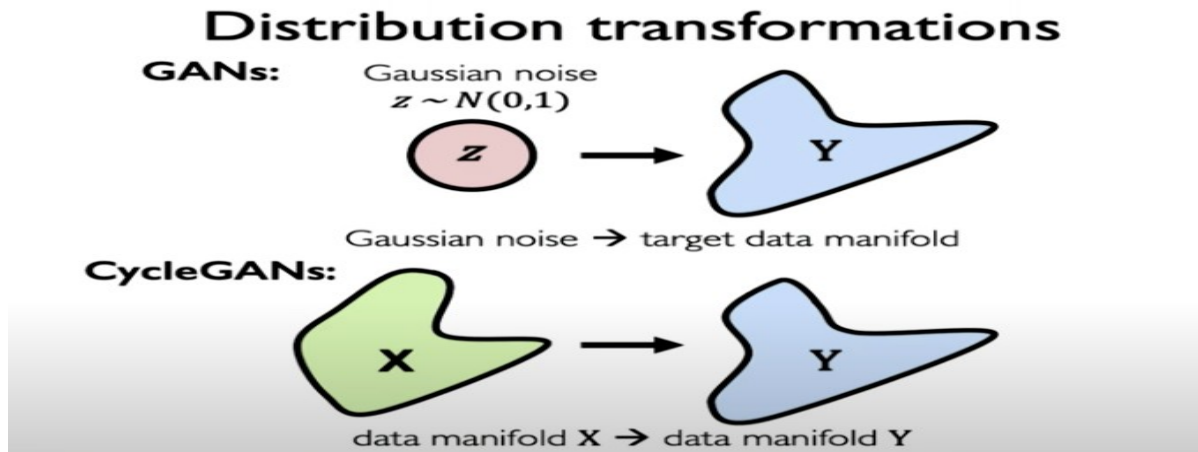 Distribution transformations
GANs:
Gaussian noise
z ~ N(0,1)
z
Y
Gaussian noise → target data manifold
CycleGANs:
X
Y
data manifold X → data manifold Y